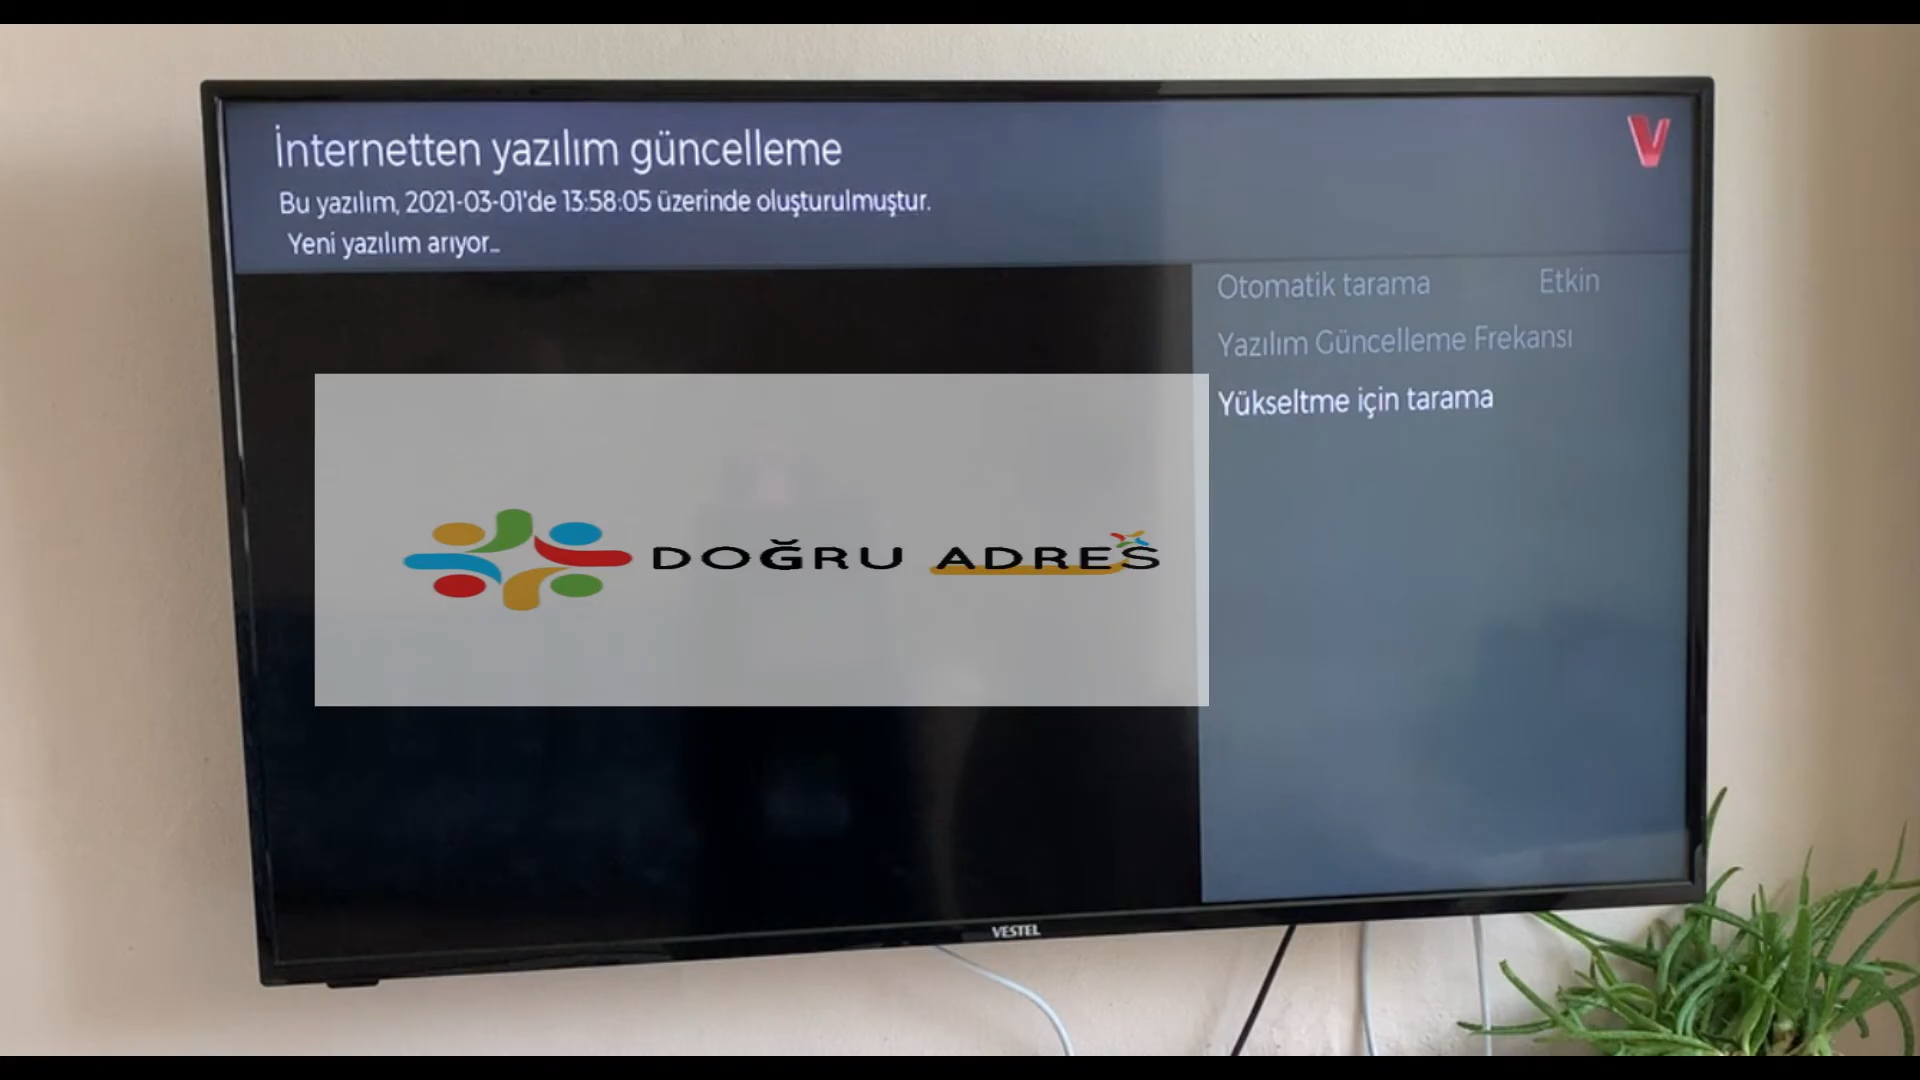 İnternetten yazılım güncelleme
Bu yazılım, 2021-03-01'de 13:58:05 üzerinde oluşturulmuştur.
Yeni yazılım arıyor...
V
Otomatik tarama Etkin
Yazılım Güncelleme Frekansı
Yükseltme için tarama
DOĞRU ADRES
VESTEL